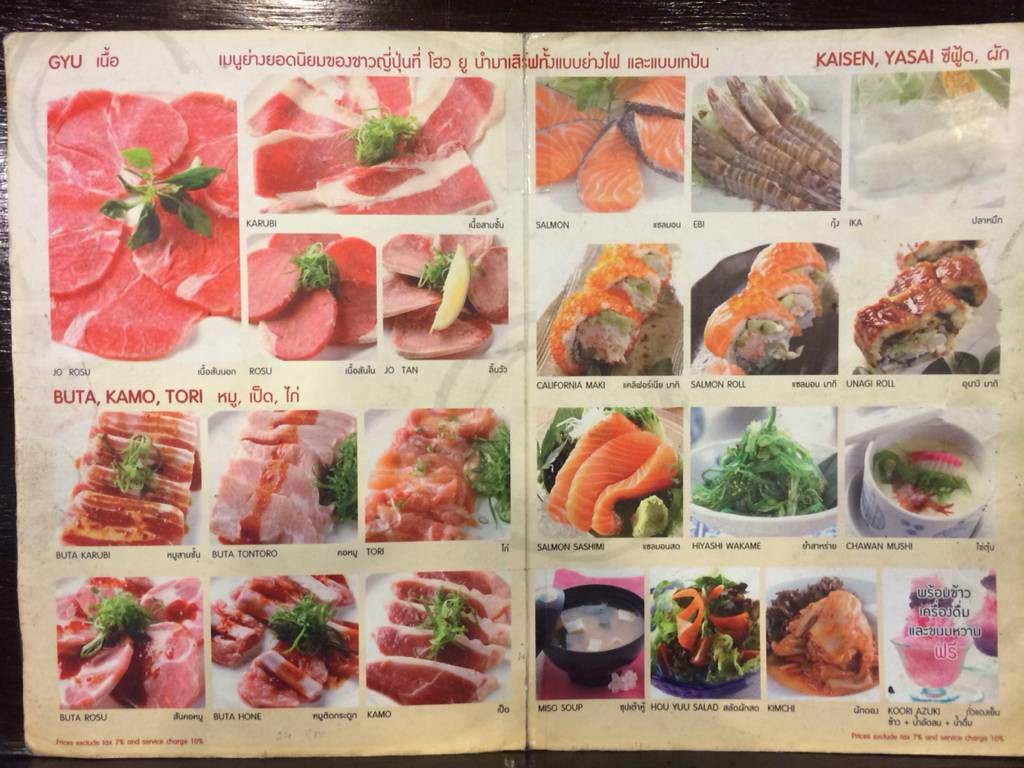 GYU เนื้อ
เมนูย่างยอดนิยมของชาวญี่ปุ่นที่ โฮว ยู นำมาเสิร์ฟทั้งแบบย่างไฟ และแบบเทปัน
KARUBI เนื้อสามชั้น
JO ROSU เนื้อสันนอก
ROSU เนื้อสันใน
JO TAN ลิ้นวัว
BUTA, KAMO, TORI หมู, เป็ด, ไก่
BUTA KARUBI หมูสามชั้น
BUTA TONTORO คอหมู
TORI ไก่
BUTA ROSU สันคอหมู
BUTA HONE หมูติดกระดูก
KAMO เป็ด
Prices exclude tax 7% and service charge 10%
KAISEN, YASAI ซีฟู้ด, ผัก
SALMON แซลมอน
EBI กุ้ง
IKA ปลาหมึก
CALIFORNIA MAKI แคลิฟอร์เนีย มากิ
SALMON ROLL แซลมอน มากิ
UNAGI ROLL อุนางิ มากิ
SALMON SASHIMI แซลมอนสด
HIYASHI WAKAME ยำสาหร่าย
CHAWAN MUSHI ไข่ตุ๋น
MISO SOUP ซุปเต้าหู้
HOU YUU SALAD สลัดผักสด
KIMCHI ผักดอง
พร้อมข้าว
เครื่องดื่ม
และขนมหวาน
ฟรี
KOORI AZUKI ถั่วแดงเย็น
ข้าว + น้ำอัดลม + น้ำดื่ม
Prices exclude tax 7% and service charge 10%